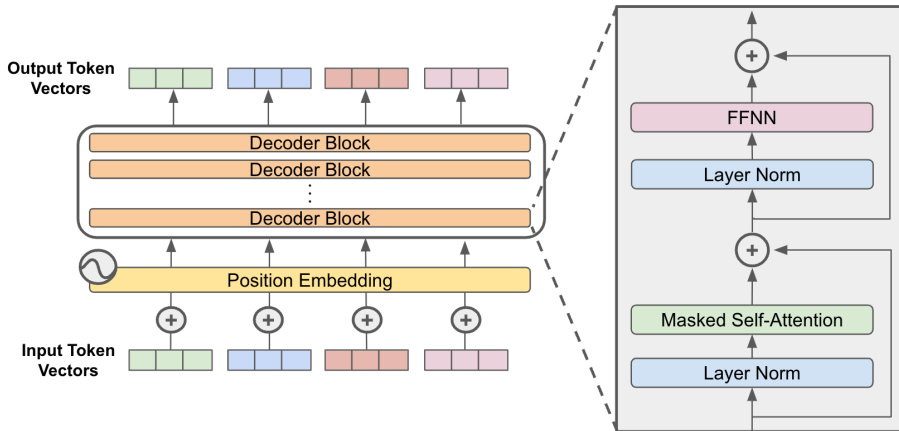 Output Token
Vectors
Decoder Block
Decoder Block
Decoder Block
Position Embedding
Input Token
Vectors
FFNN
Layer Norm
Masked Self-Attention
Layer Norm